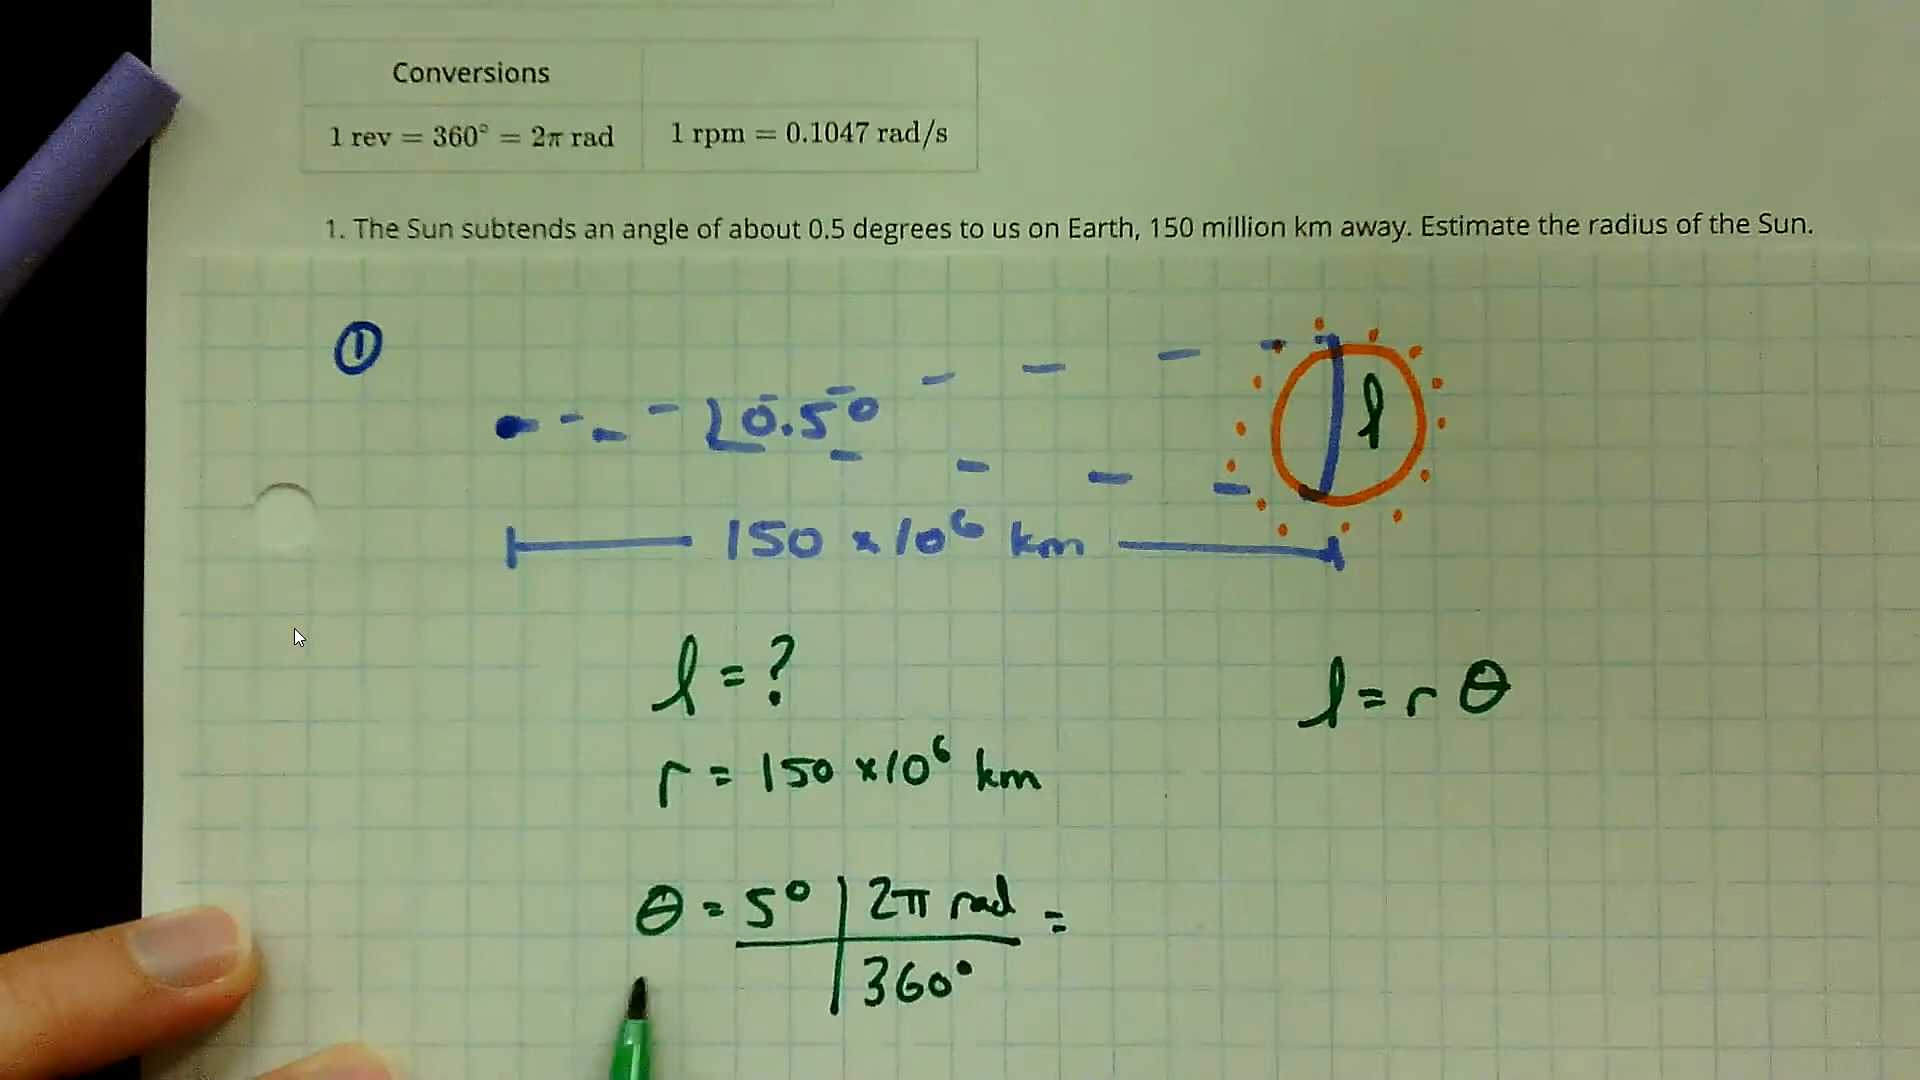 Conversions
1 rev = 360° = 2π rad
1 rpm = 0.1047 rad/s
1. The Sun subtends an angle of about 0.5 degrees to us on Earth, 150 million km away. Estimate the radius of the Sun.
①
0.5°
l
150 × 10⁶ km
l = ?
l = r θ
r = 150 × 10⁶ km
θ = 5° | 2π rad =
360°